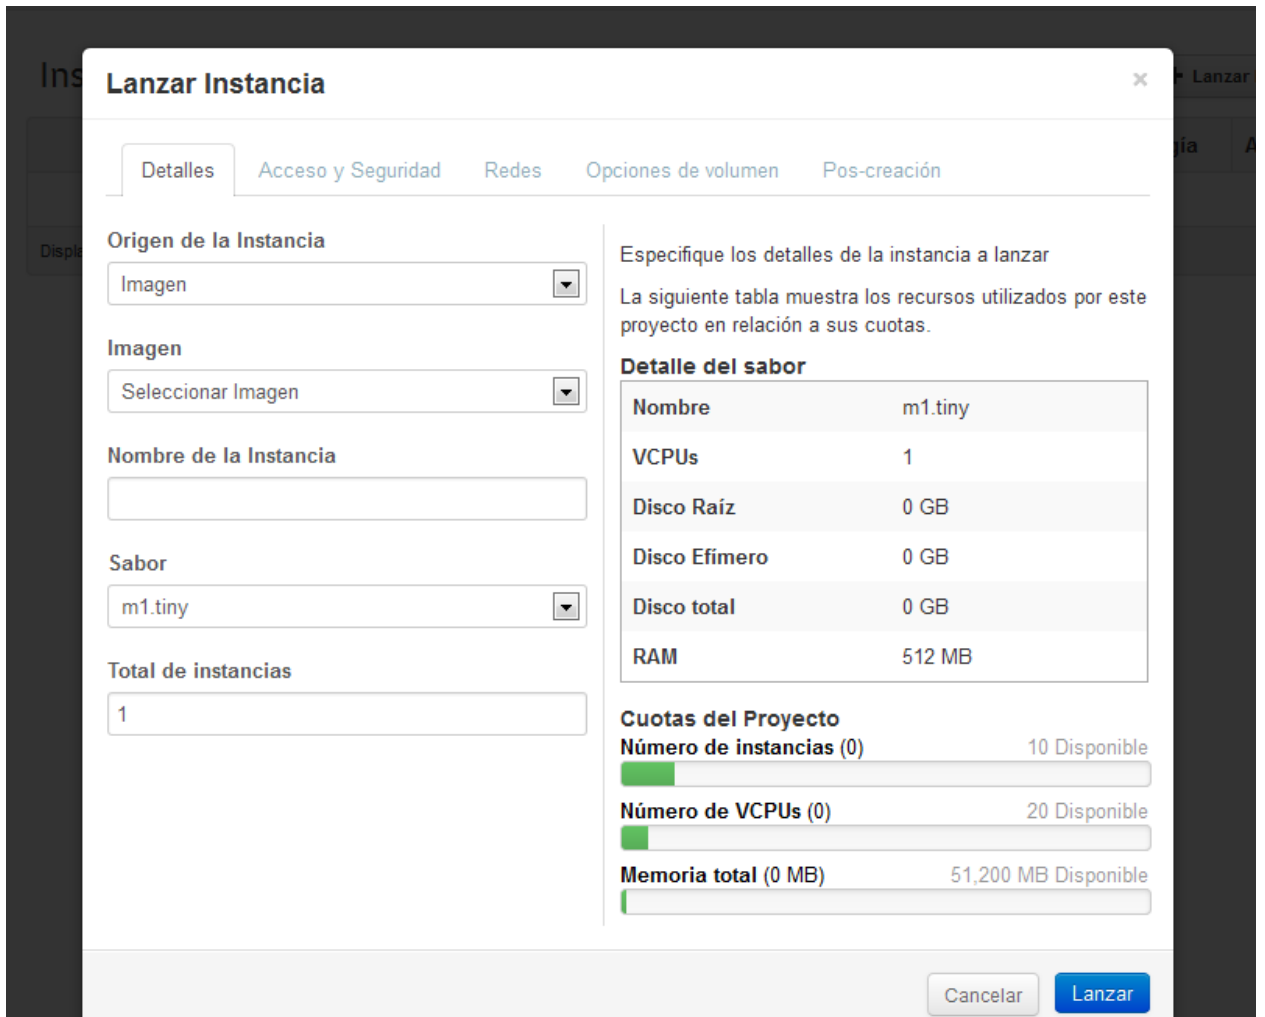 Lanzar Instancia
×
Lanzar
Detalles Acceso y Seguridad Redes Opciones de volumen Pos-creación
Origen de la Instancia
Imagen
Imagen
Seleccionar Imagen
Nombre de la Instancia
Sabor
m1.tiny
Total de instancias
1
Especifique los detalles de la instancia a lanzar
La siguiente tabla muestra los recursos utilizados por este
proyecto en relación a sus cuotas.
Detalle del sabor
Nombre m1.tiny
VCPUs 1
Disco Raíz 0 GB
Disco Efímero 0 GB
Disco total 0 GB
RAM 512 MB
Cuotas del Proyecto
Número de instancias (0) 10 Disponible
Número de VCPUs (0) 20 Disponible
Memoria total (0 MB) 51,200 MB Disponible
Cancelar Lanzar